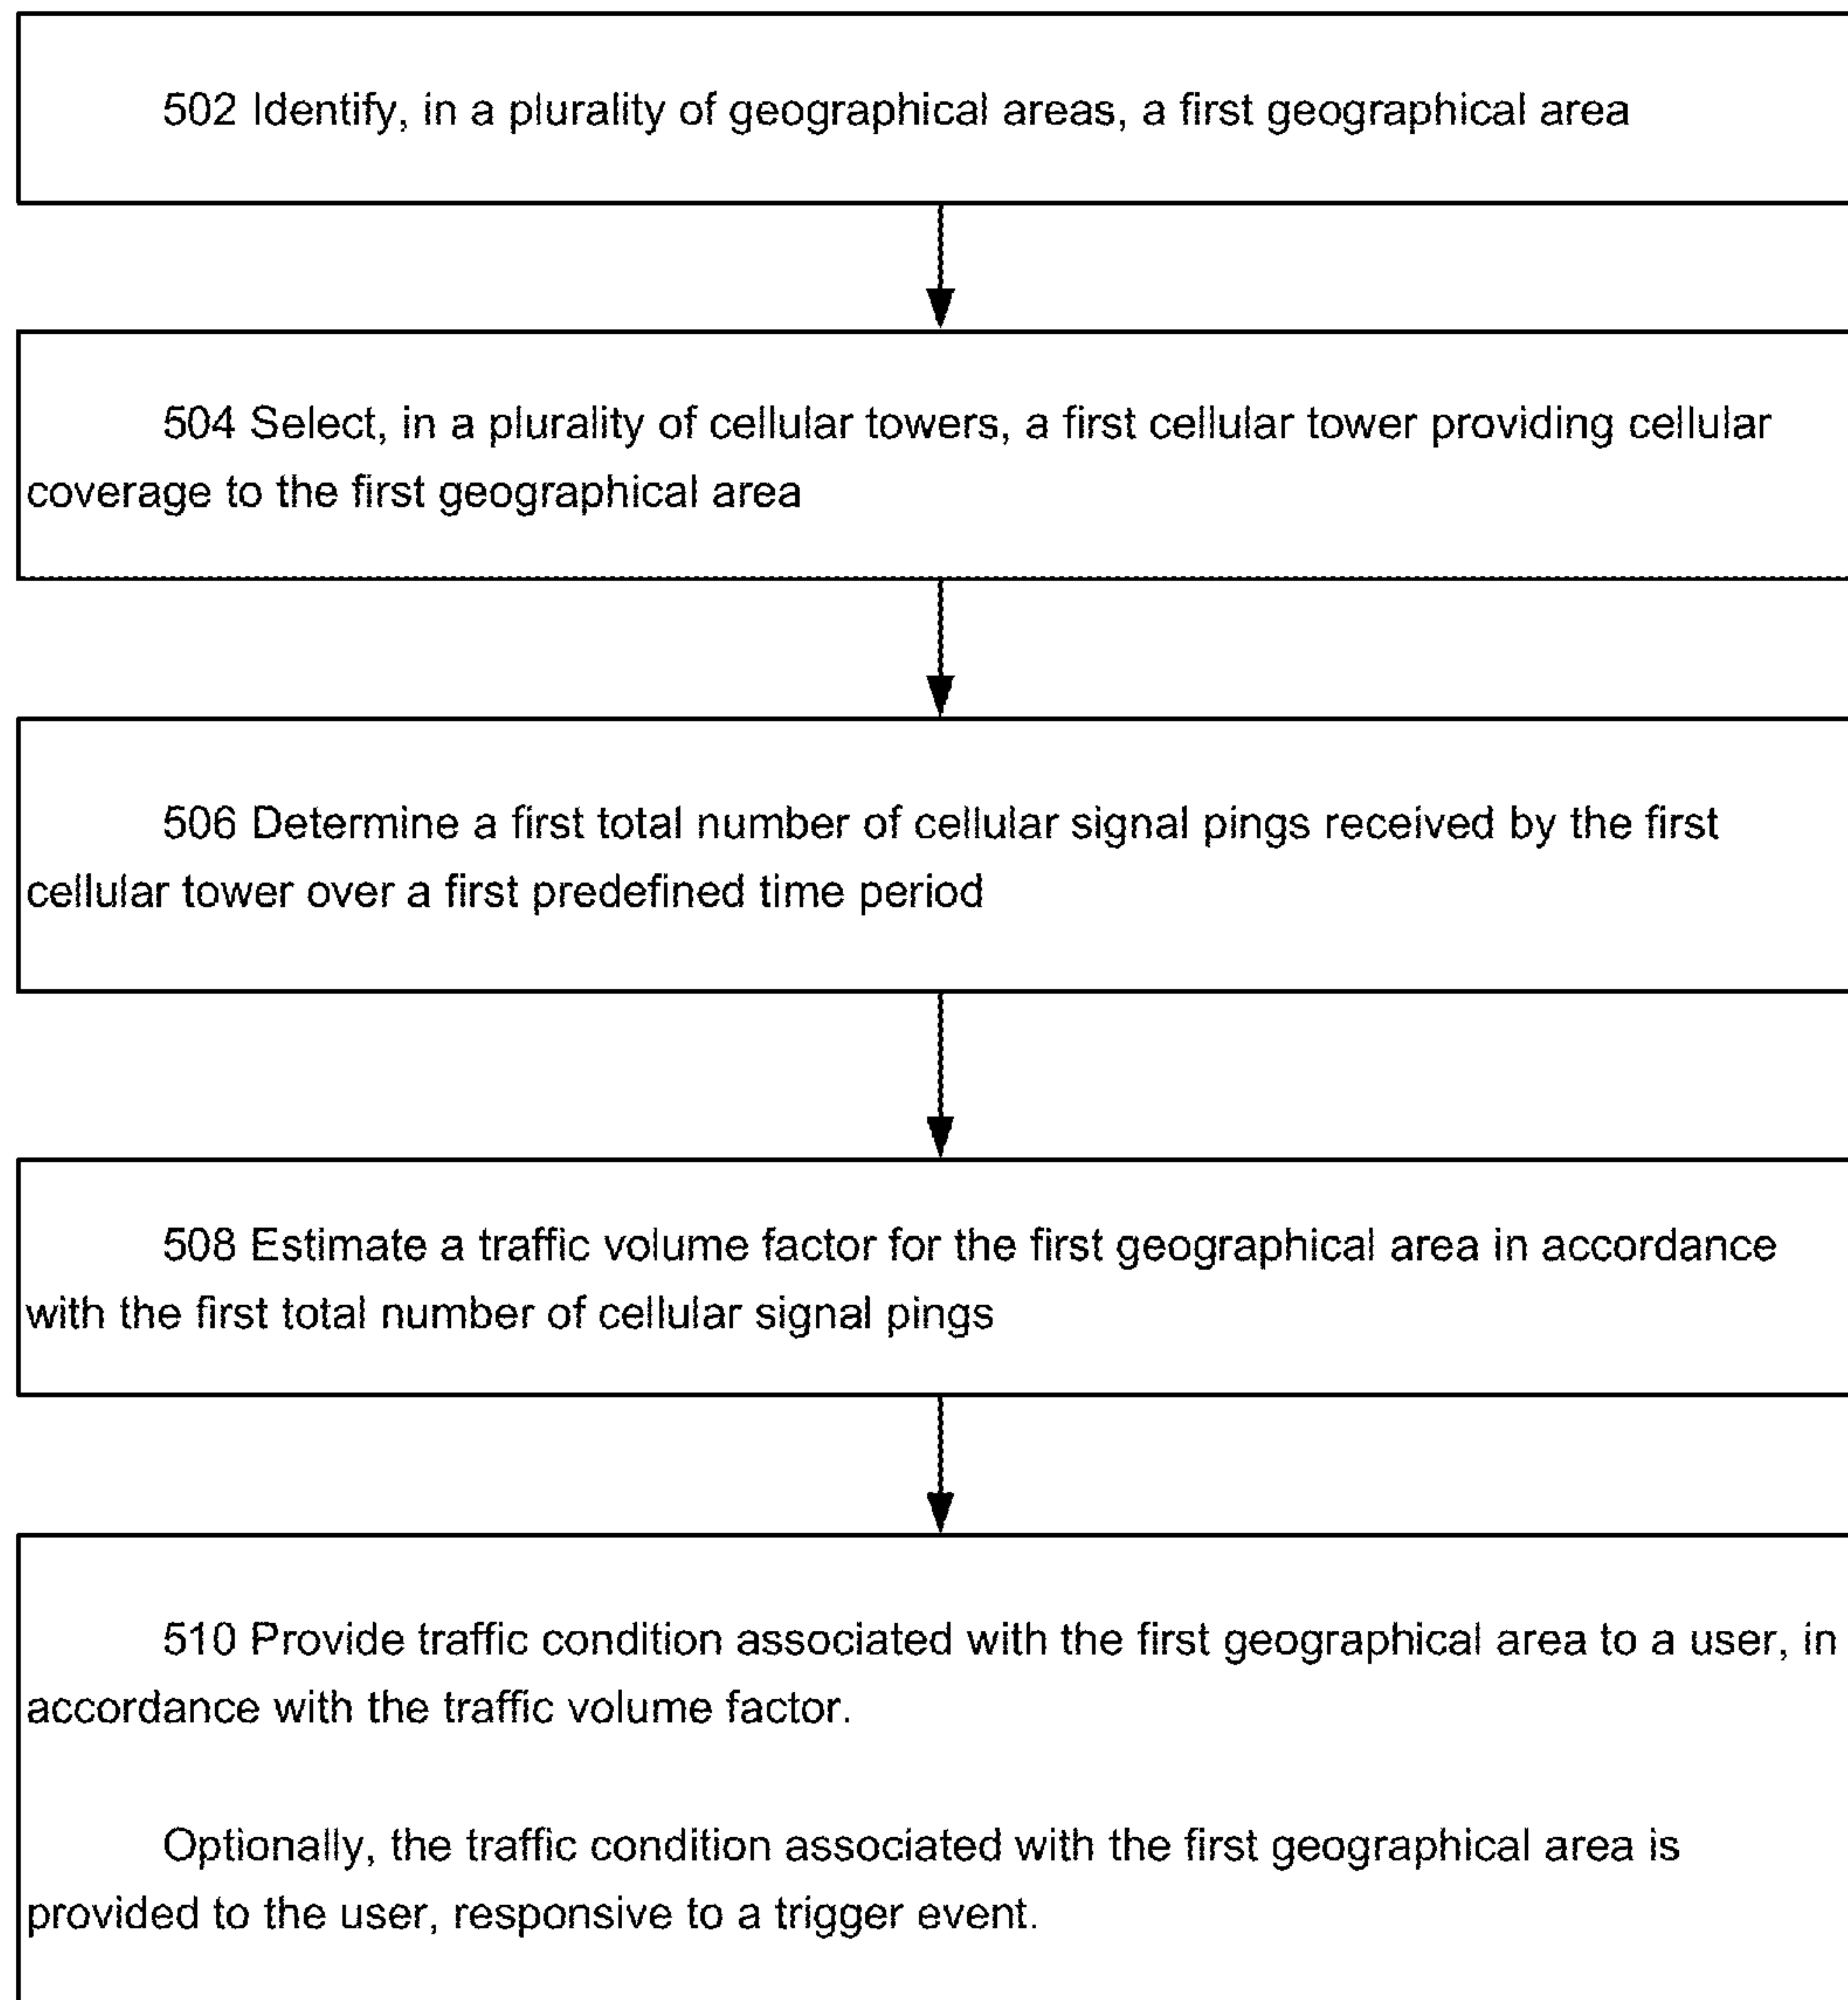 502 Identify, in a plurality of geographical areas, a first geographical area
504 Select, in a plurality of cellular towers, a first cellular tower providing cellular
coverage to the first geographical area
506 Determine a first total number of cellular signal pings received by the first
cellular tower over a first predefined time period
508 Estimate a traffic volume factor for the first geographical area in accordance
with the first total number of cellular signal pings
510 Provide traffic condition associated with the first geographical area to a user, in
accordance with the traffic volume factor.
Optionally, the traffic condition associated with the first geographical area is
provided to the user, responsive to a trigger event.